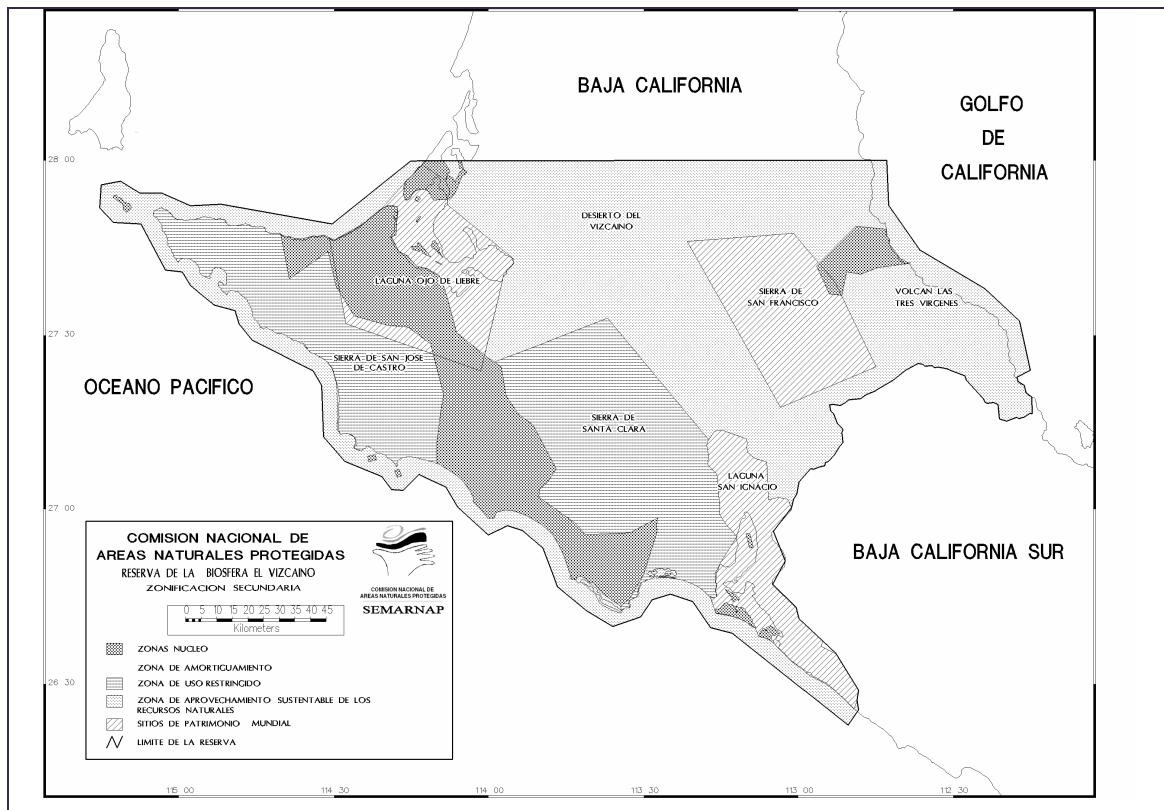 BAJA CALIFORNIA
GOLFO
DE
CALIFORNIA
28 00
DESIERTO DEL
VIZCAINO
LAGUNA OJO DE LIEBRE
SIERRA DE
SAN FRANCISCO
VOLCAN LAS
TRES VIRGENES
27 30
SIERRA DE SAN JOSE
DE CASTRO
OCEANO PACIFICO
SIERRA DE
SANTA CLARA
LAGUNA
SAN IGNACIO
27 00
BAJA CALIFORNIA SUR
COMISION NACIONAL DE
AREAS NATURALES PROTEGIDAS
RESERVA DE LA BIOSFERA EL VIZCAINO
ZONIFICACION SECUNDARIA
COMISION NACIONAL DE
AREAS NATURALES PROTEGIDAS
SEMARNAP
0 5 10 15 20 25 30 35 40 45
Kilometers
ZONAS NUCLEO
ZONA DE AMORTIGUAMIENTO
ZONA DE USO RESTRINGIDO
ZONA DE APROVECHAMIENTO SUSTENTABLE DE LOS
RECURSOS NATURALES
SITIOS DE PATRIMONIO MUNDIAL
LIMITE DE LA RESERVA
26 30
115 00
114 30
114 00
113 30
113 00
112 30